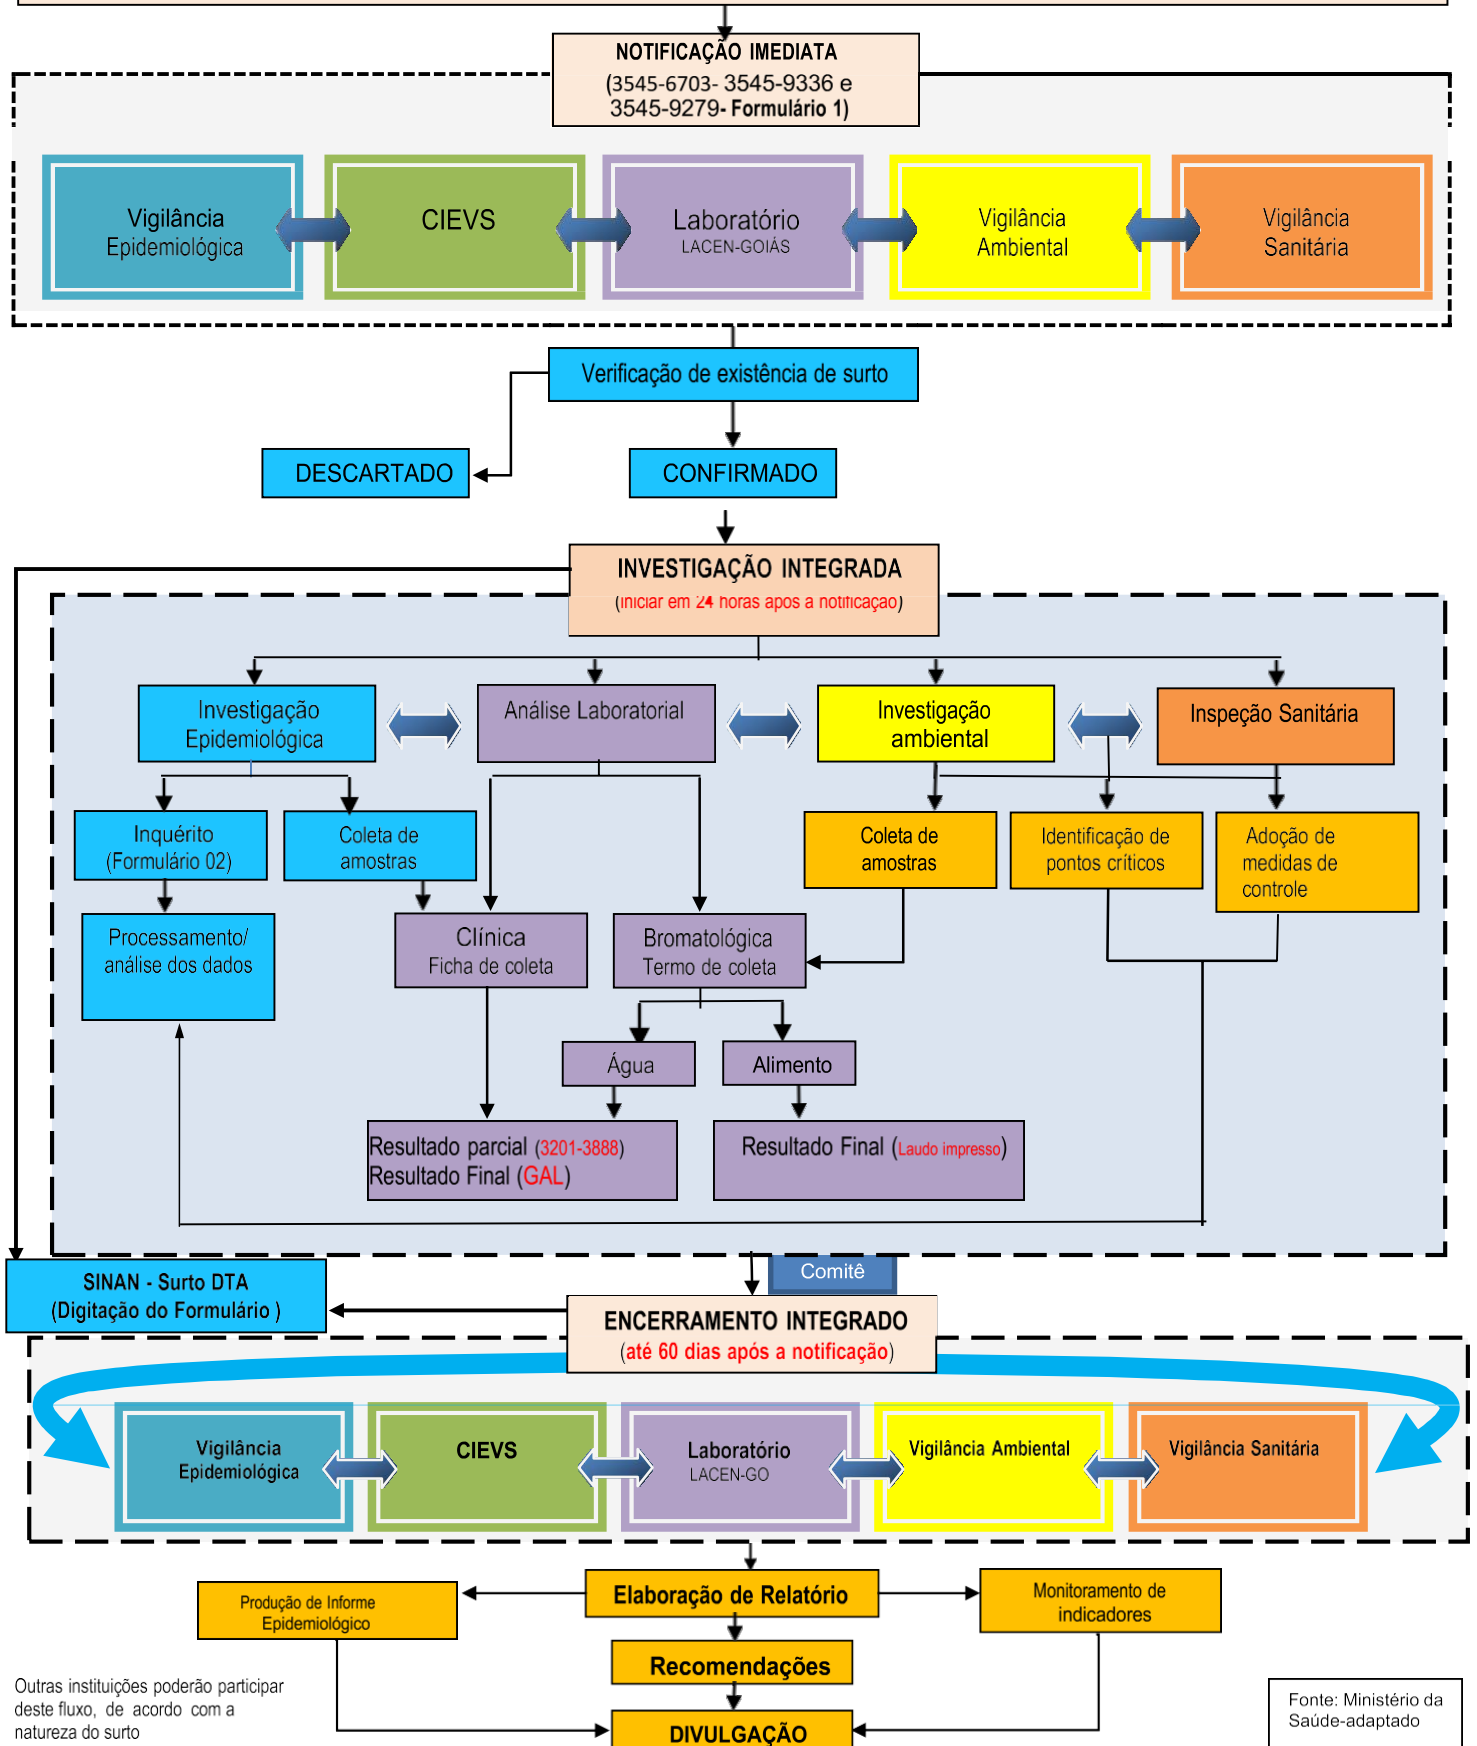 NOTIFICAÇÃO IMEDIATA
(3545-6703- 3545-9336 e
3545-9279- Formulário 1)
Vigilância
Epidemiológica
CIEVS
Laboratório
LACEN-GOIÁS
Vigilância
Ambiental
Vigilância
Sanitária
Verificação de existência de surto
DESCARTADO
CONFIRMADO
INVESTIGAÇÃO INTEGRADA
(iniciar em 24 horas após a notificação)
Investigação
Epidemiológica
Análise Laboratorial
Investigação
ambiental
Inspeção Sanitária
Inquérito
(Formulário 02)
Coleta de
amostras
Coleta de
amostras
Identificação de
pontos críticos
Adoção de
medidas de
controle
Processamento/
análise dos dados
Clínica
Ficha de coleta
Bromatológica
Termo de coleta
Água
Alimento
Resultado parcial (3201-3888)
Resultado Final (GAL)
Resultado Final (Laudo impresso)
Comitê
SINAN - Surto DTA
(Digitação do Formulário )
ENCERRAMENTO INTEGRADO
(até 60 dias após a notificação)
Vigilância
Epidemiológica
CIEVS
Laboratório
LACEN-GO
Vigilância Ambiental
Vigilância Sanitária
Produção de Informe
Epidemiológico
Elaboração de Relatório
Monitoramento de
indicadores
Recomendações
DIVULGAÇÃO
Outras instituições poderão participar
deste fluxo, de acordo com a
natureza do surto
Fonte: Ministério da
Saúde-adaptado